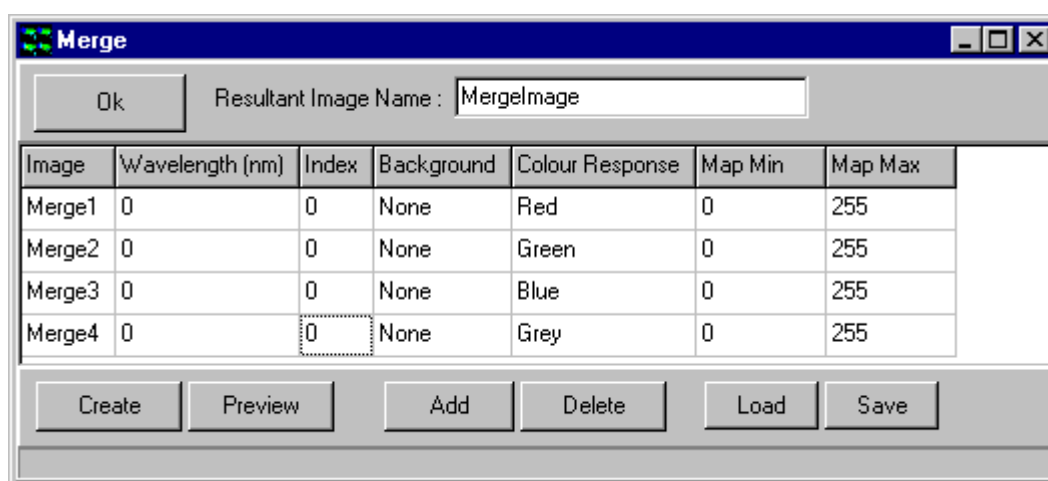 Merge
Ok Resultant Image Name : MergeImage
Image Wavelength (nm) Index Background Colour Response Map Min Map Max
Merge1 0 0 None Red 0 255
Merge2 0 0 None Green 0 255
Merge3 0 0 None Blue 0 255
Merge4 0 0 None Grey 0 255
Create Preview Add Delete Load Save